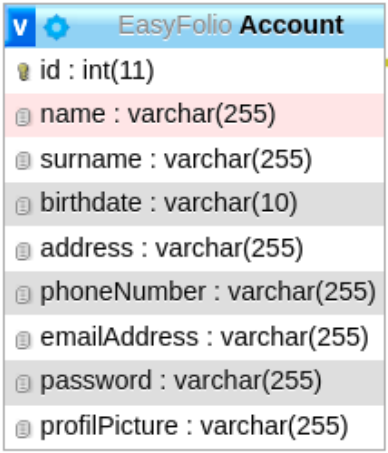 v EasyFolio Account
id : int(11)
name : varchar(255)
surname : varchar(255)
birthdate : varchar(10)
address : varchar(255)
phoneNumber : varchar(255)
emailAddress : varchar(255)
password : varchar(255)
profilPicture : varchar(255)